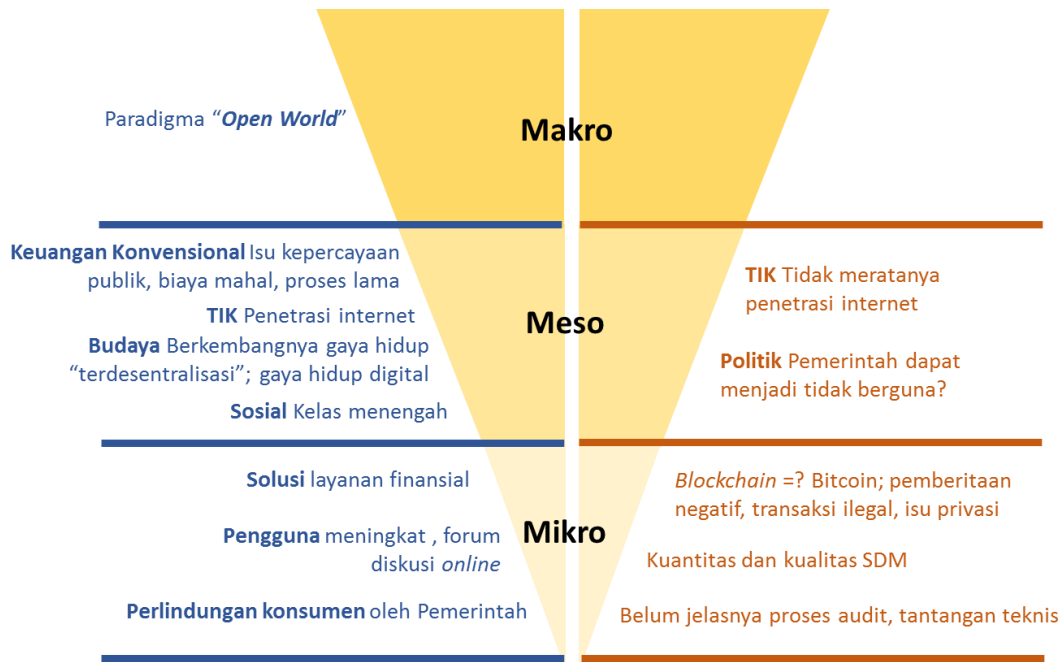 Paradigma “Open World”
Makro
Keuangan Konvensional Isu kepercayaan
publik, biaya mahal, proses lama
TIK Penetrasi internet
Budaya Berkembangnya gaya hidup
“terdesentralisasi”; gaya hidup digital
Sosial Kelas menengah
Meso
TIK Tidak meratanya
penetrasi internet
Politik Pemerintah dapat
menjadi tidak berguna?
Solusi layanan finansial
Pengguna meningkat , forum
diskusi online
Perlindungan konsumen oleh Pemerintah
Mikro
Blockchain =? Bitcoin; pemberitaan
negatif, transaksi ilegal, isu privasi
Kuantitas dan kualitas SDM
Belum jelasnya proses audit, tantangan teknis